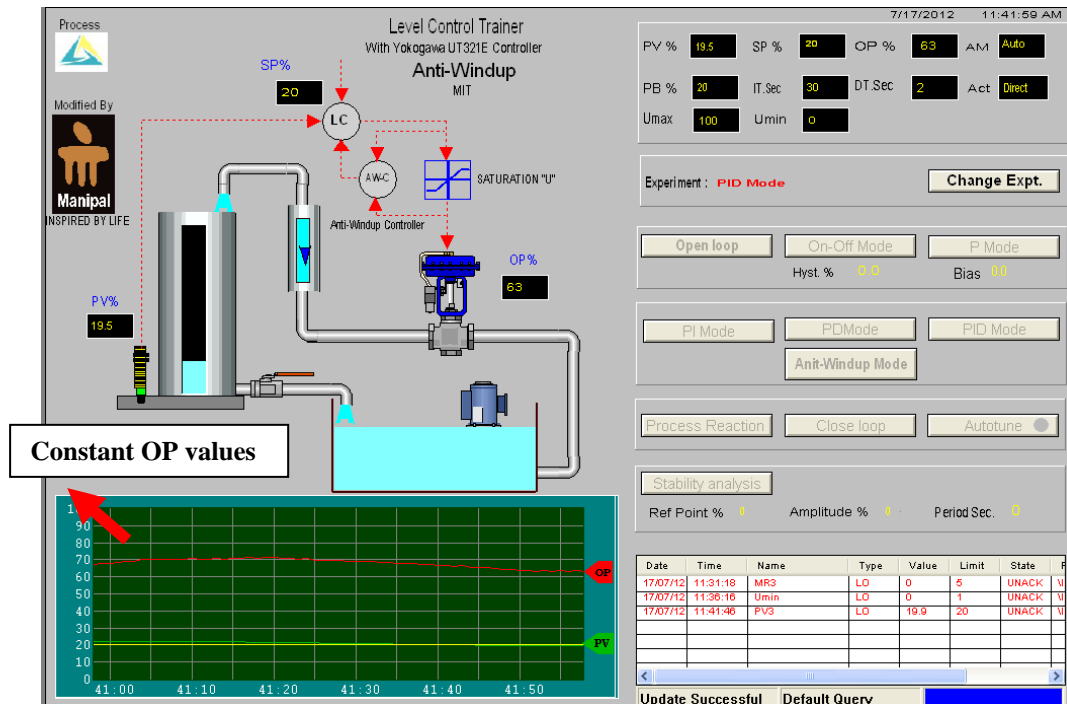 7/17/2012 11:41:59 AM
Process
Level Control Trainer
With Yokogawa UT321E Controller
Anti-Windup
MIT
SP%
20
LC
Modified By
Manipal
INSPIRED BY LIFE
AW-C
SATURATION "U"
Anti-Windup Controller
OP%
63
PV%
19.5
Constant OP values
PV % 19.5 SP % 20 OP % 63 AM Auto
PB % 20 IT.Sec 30 DT.Sec 2 Act Direct
Umax 100 Umin 0
Experiment : PID Mode Change Expt.
Open loop On-Off Mode P Mode
Hyst. % 0.0 Bias 0.0
PI Mode PDMode PID Mode
Anit-Windup Mode
Process Reaction Close loop Autotune
Stability analysis
Ref Point % 0 Amplitude % 0 Period Sec. 0
90
80
70
60
50
40
30
20
10
0
OP
PV
41:00 41:10 41:20 41:30 41:40 41:50
Date Time Name Type Value Limit State
17/07/12 11:31:18 MR3 LO 0 5 UNACK
17/07/12 11:36:16 Umin LO 0 1 UNACK
17/07/12 11:41:46 PV3 LO 19.9 20 UNACK
Update Successful Default Query